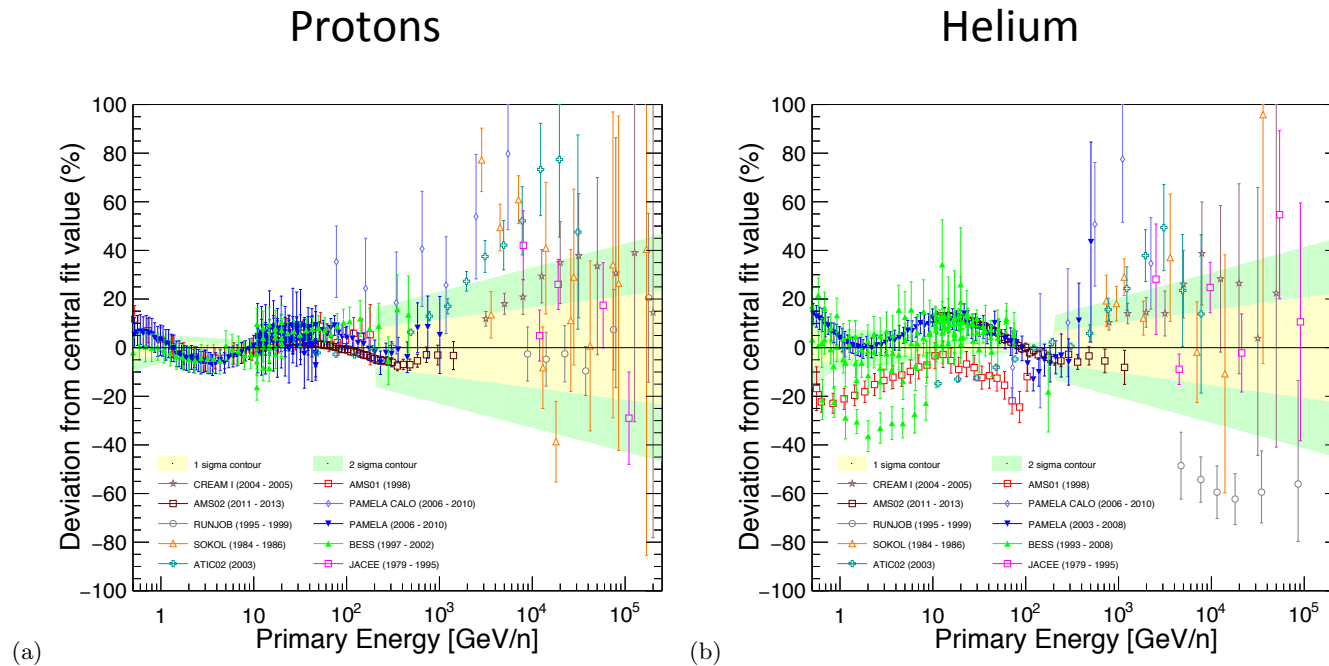 Protons
Deviation from central fit value (%)
100
80
60
40
20
0
−20
−40
−60
−80
−100
1 sigma contour
2 sigma contour
CREAM I (2004 - 2005)
AMS01 (1998)
AMS02 (2011 - 2013)
PAMELA CALO (2006 - 2010)
RUNJOB (1995 - 1999)
PAMELA (2006 - 2010)
SOKOL (1984 - 1986)
BESS (1997 - 2002)
ATIC02 (2003)
JACEE (1979 - 1995)
1 10 10² 10³ 10⁴ 10⁵
Primary Energy [GeV/n]
(a)
Helium
Deviation from central fit value (%)
100
80
60
40
20
0
−20
−40
−60
−80
−100
1 sigma contour
2 sigma contour
CREAM I (2004 - 2005)
AMS01 (1998)
AMS02 (2011 - 2013)
PAMELA CALO (2006 - 2010)
RUNJOB (1995 - 1999)
PAMELA (2003 - 2008)
SOKOL (1984 - 1986)
BESS (1993 - 2008)
ATIC02 (2003)
JACEE (1979 - 1995)
1 10 10² 10³ 10⁴ 10⁵
Primary Energy [GeV/n]
(b)